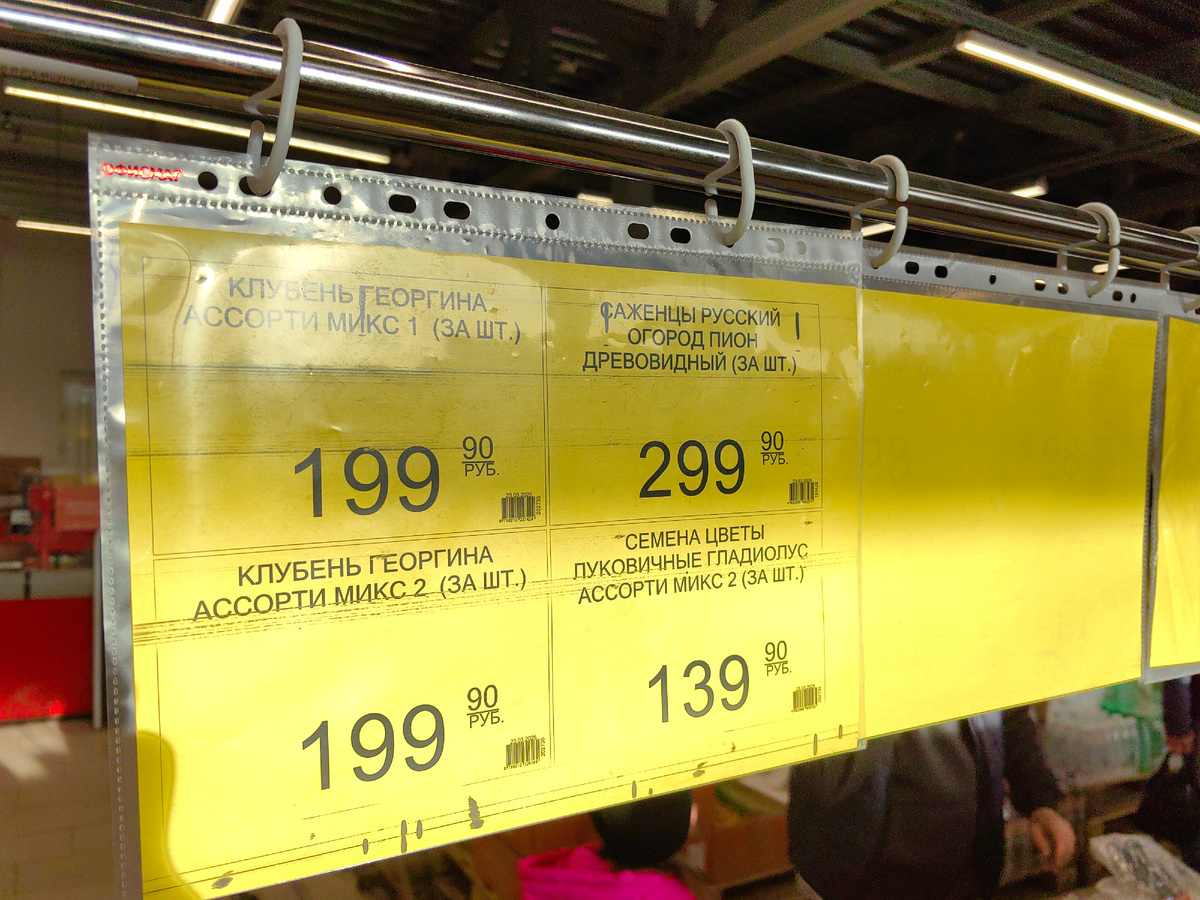 ОФИСМАГ
КЛУБЕНЬ ГЕОРГИНА
АССОРТИ МИКС 1 (ЗА ШТ.)
199 90
РУБ.
САЖЕНЦЫ РУССКИЙ
ОГОРОД ПИОН
ДРЕВОВИДНЫЙ (ЗА ШТ.)
299 90
РУБ.
КЛУБЕНЬ ГЕОРГИНА
АССОРТИ МИКС 2 (ЗА ШТ.)
199 90
РУБ.
СЕМЕНА ЦВЕТЫ
ЛУКОВИЧНЫЕ ГЛАДИОЛУС
АССОРТИ МИКС 2 (ЗА ШТ.)
139 90
РУБ.